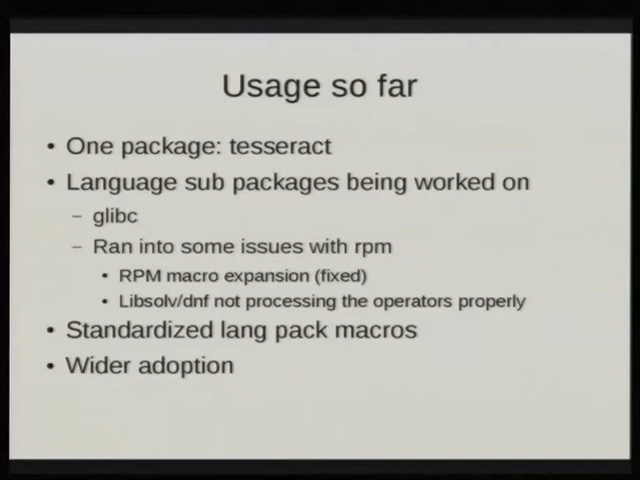 Usage so far
• One package: tesseract
• Language sub packages being worked on
– glibc
– Ran into some issues with rpm
• RPM macro expansion (fixed)
• Libsolv/dnf not processing the operators properly
• Standardized lang pack macros
• Wider adoption